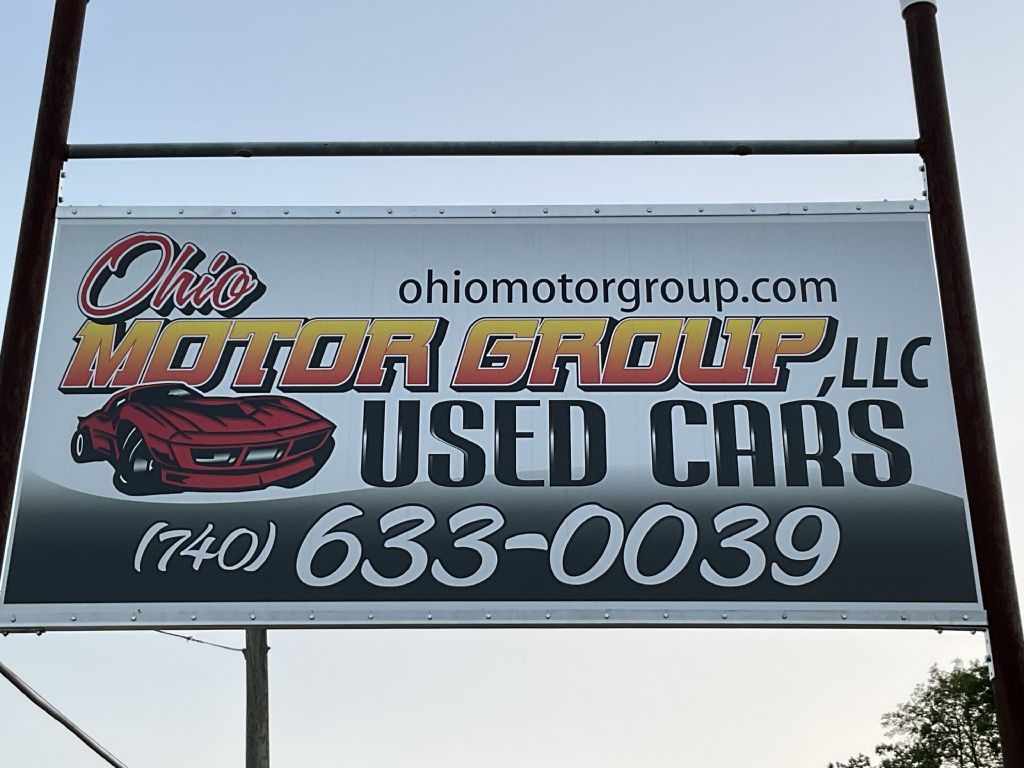 Ohio
ohiomotorgroup.com
MOTOR GROUP, LLC
USED CARS
(740) 633-0039